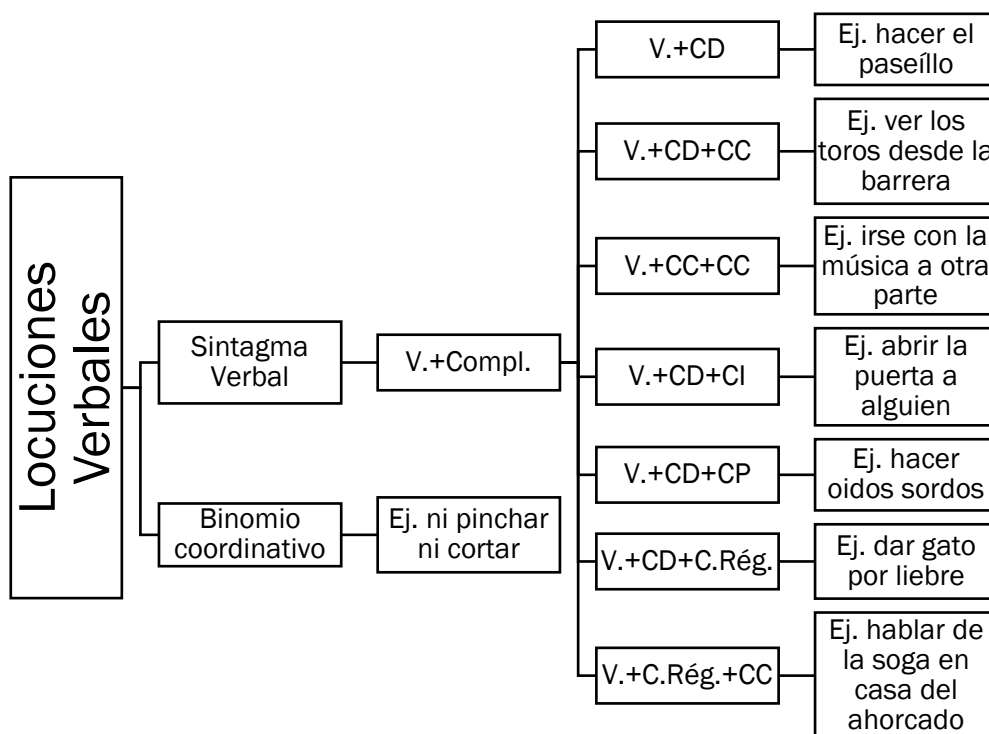 Locuciones
Verbales
Sintagma
Verbal
V.+Compl.
V.+CD
Ej. hacer el
paseíllo
V.+CD+CC
Ej. ver los
toros desde la
barrera
V.+CC+CC
Ej. irse con la
música a otra
parte
V.+CD+CI
Ej. abrir la
puerta a
alguien
V.+CD+CP
Ej. hacer
oidos sordos
V.+CD+C.Rég.
Ej. dar gato
por liebre
V.+C.Rég.+CC
Ej. hablar de
la soga en
casa del
ahorcado
Binomio
coordinativo
Ej. ni pinchar
ni cortar